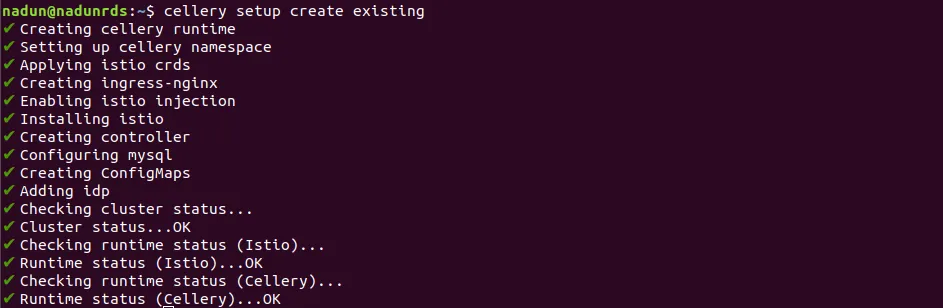 nadun@nadunrds:~$ cellery setup create existing
✔ Creating cellery runtime
✔ Setting up cellery namespace
✔ Applying istio crds
✔ Creating ingress-nginx
✔ Enabling istio injection
✔ Installing istio
✔ Creating controller
✔ Configuring mysql
✔ Creating ConfigMaps
✔ Adding idp
✔ Checking cluster status...
✔ Cluster status...OK
✔ Checking runtime status (Istio)...
✔ Runtime status (Istio)...OK
✔ Checking runtime status (Cellery)...
✔ Runtime status (Cellery)...OK